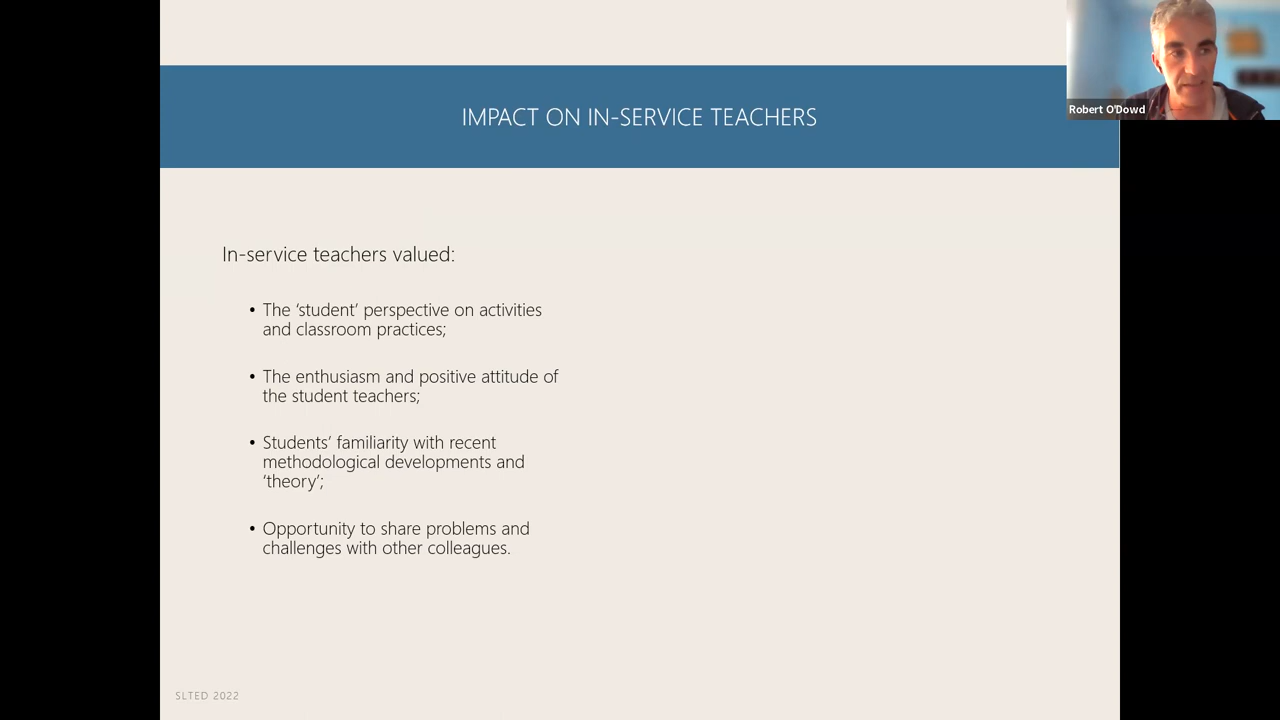 IMPACT ON IN-SERVICE TEACHERS
Robert O'Dowd
In-service teachers valued:
• The ‘student’ perspective on activities
and classroom practices;
• The enthusiasm and positive attitude of
the student teachers;
• Students’ familiarity with recent
methodological developments and
‘theory’;
• Opportunity to share problems and
challenges with other colleagues.
SLTED 2022